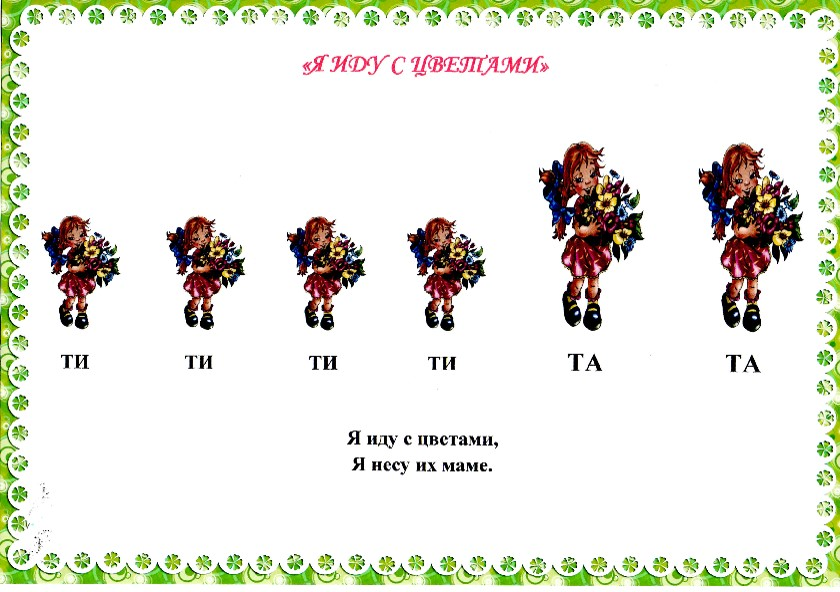 «Я ИДУ С ЦВЕТАМИ»
ТИ ТИ ТИ ТИ ТА ТА
Я иду с цветами,
Я несу их маме.